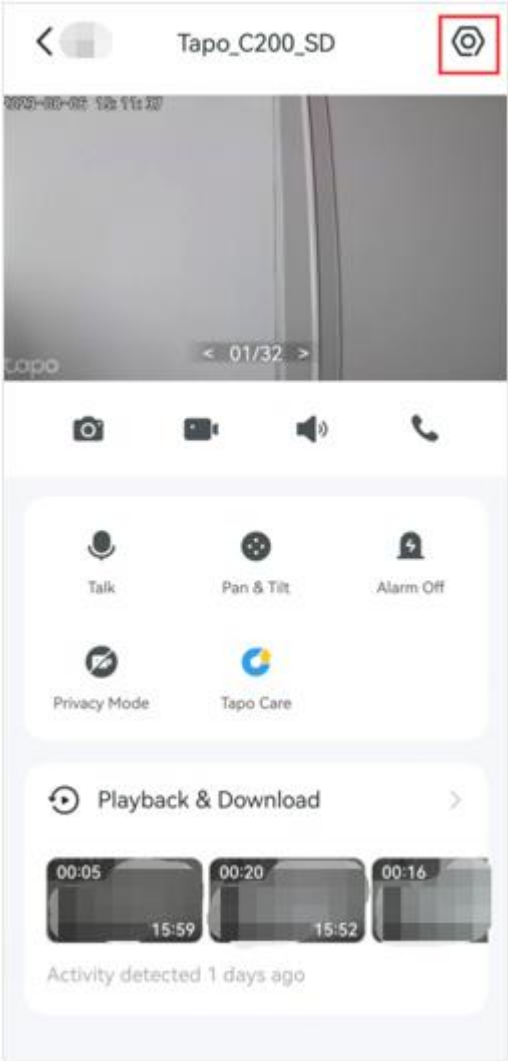 Tapo_C200_SD
< 01/32 >
tapo
Talk
Pan & Tilt
Alarm Off
Privacy Mode
Tapo Care
Playback & Download
00:05
00:20
00:16
15:59
15:52
Activity detected 1 days ago